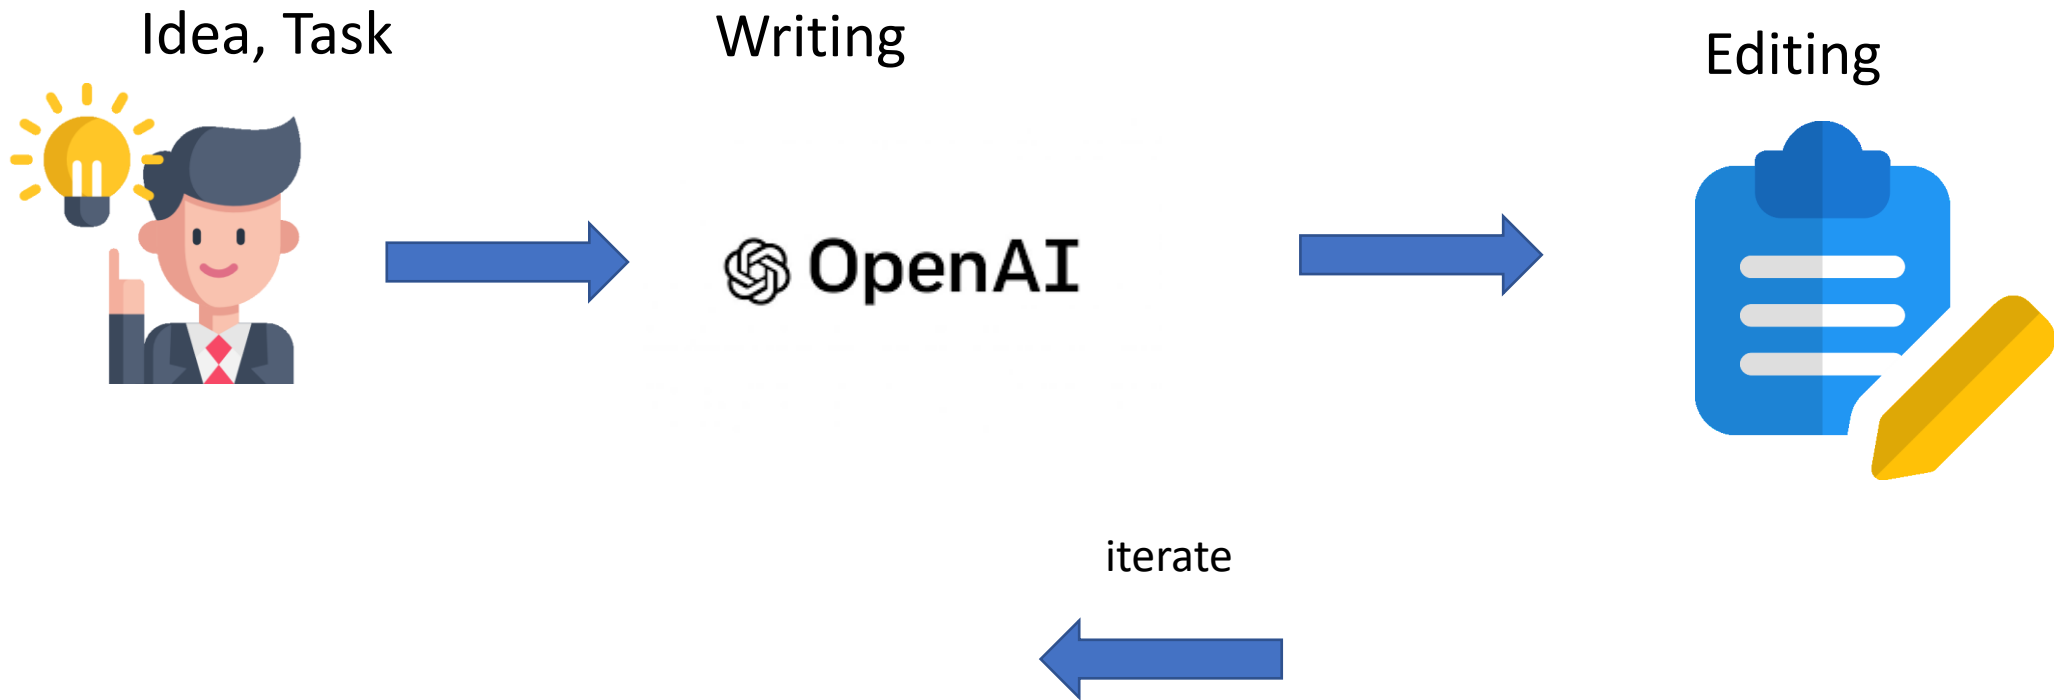 Idea, Task
Writing
Editing
OpenAI
iterate